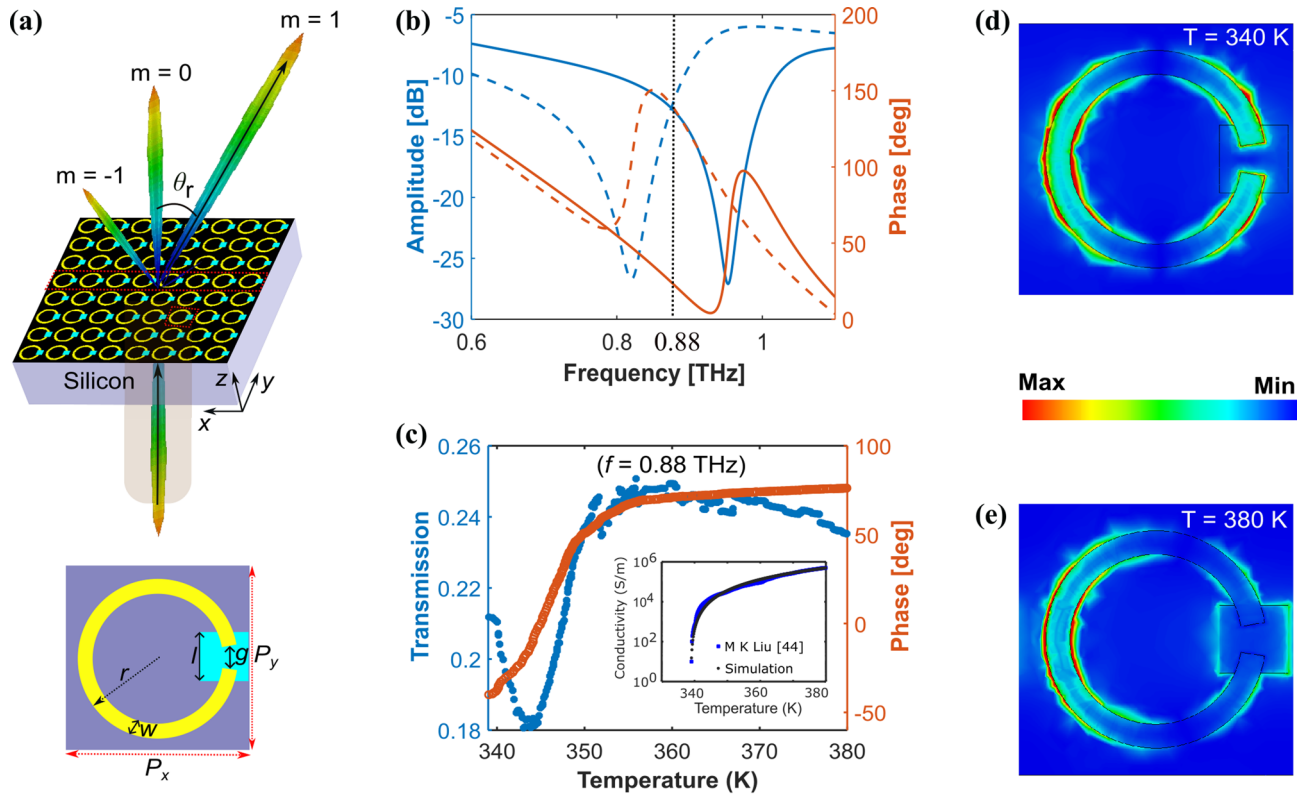 (a)
m = 1
m = 0
m = -1
θr
Silicon
z
y
x
r
l
g
Py
w
Px
(b)
Amplitude [dB]
-5
-10
-15
-20
-25
-30
0.6
0.8
0.88
1
Frequency [THz]
200
150
100
50
0
Phase [deg]
(c)
(f = 0.88 THz)
Transmission
0.26
0.24
0.22
0.2
0.18
340
350
360
370
380
Temperature (K)
100
50
0
-50
Phase [deg]
Conductivity (S/m)
10^6
10^4
10^2
10^0
M K Liu [44]
Simulation
340
360
380
Temperature (K)
(d)
T = 340 K
Max
Min
(e)
T = 380 K